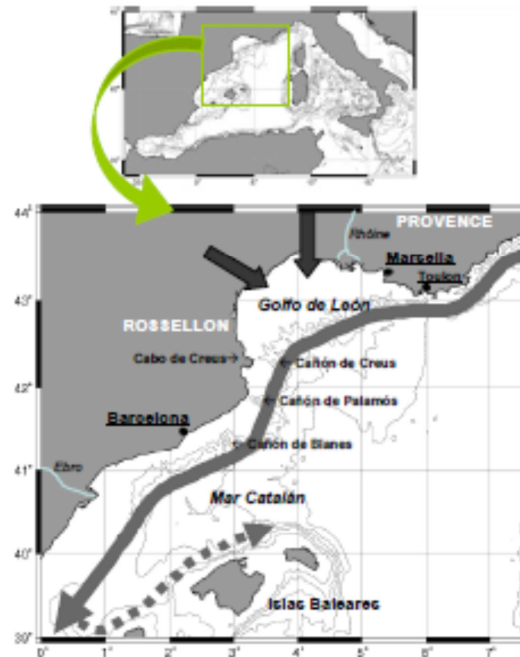 44°
PROVENCE
Rhône
Marsella
Toulon
43°
Golfo de León
ROSSELLON
Cabo de Creus
Cañón de Creus
42°
Cañón de Palamós
Barcelona
Cañón de Blanes
41°
Ebro
Mar Catalán
40°
Islas Baleares
39°
0° 1° 2° 3° 4° 5° 6° 7°